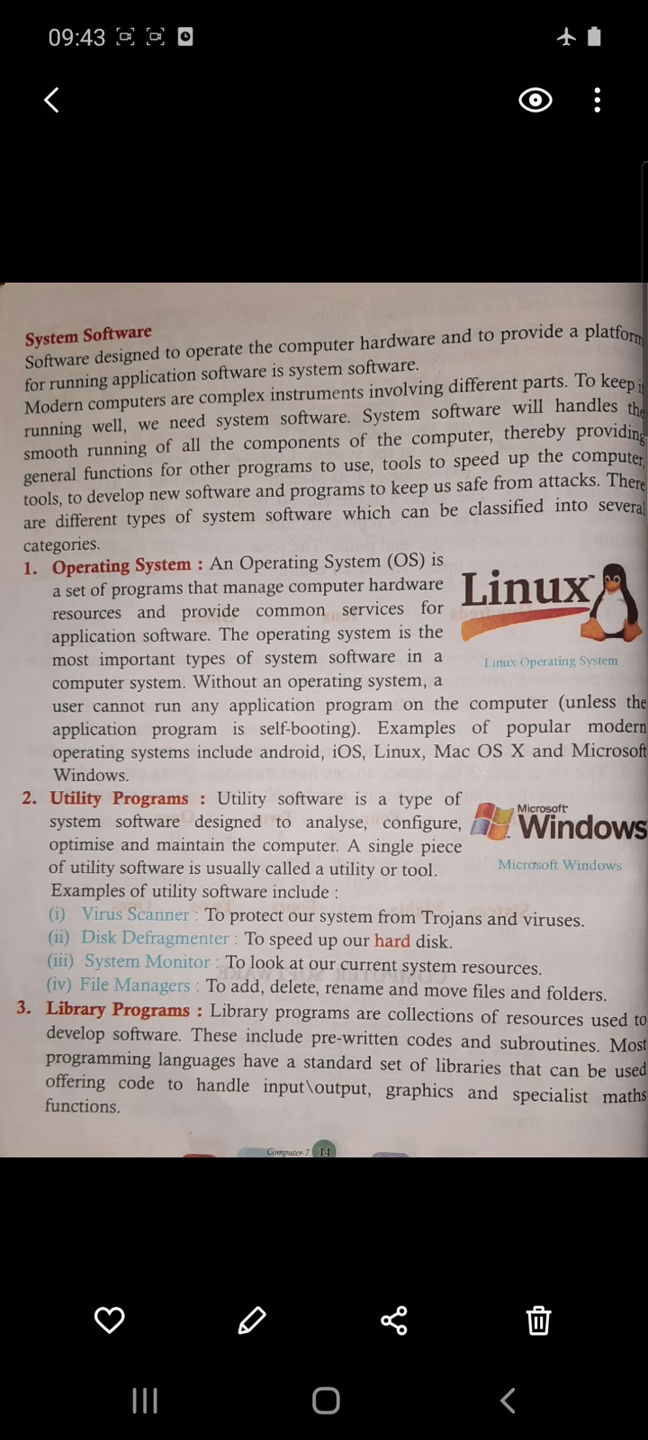 09:43
System Software
Software designed to operate the computer hardware and to provide a platform
for running application software is system software.
Modern computers are complex instruments involving different parts. To keep
running well, we need system software. System software will handles the
smooth running of all the components of the computer, thereby providing
general functions for other programs to use, tools to speed up the computer,
tools, to develop new software and programs to keep us safe from attacks. There
are different types of system software which can be classified into several
categories.
1. Operating System : An Operating System (OS) is
a set of programs that manage computer hardware
resources and provide common services for
application software. The operating system is the
most important types of system software in a
computer system. Without an operating system, a
Linux
Linux Operating System
user cannot run any application program on the computer (unless the
application program is self-booting). Examples of popular modern
operating systems include android, iOS, Linux, Mac OS X and Microsoft
Windows.
2. Utility Programs : Utility software is a type of
system software designed to analyse, configure,
optimise and maintain the computer. A single piece
of utility software is usually called a utility or tool.
Microsoft
Windows
Microsoft Windows
Examples of utility software include :
(i) Virus Scanner : To protect our system from Trojans and viruses.
(ii) Disk Defragmenter : To speed up our hard disk.
(iii) System Monitor : To look at our current system resources.
(iv) File Managers : To add, delete, rename and move files and folders.
3. Library Programs : Library programs are collections of resources used to
develop software. These include pre-written codes and subroutines. Most
programming languages have a standard set of libraries that can be used
offering code to handle input\output, graphics and specialist maths
functions.
Computer-7 14